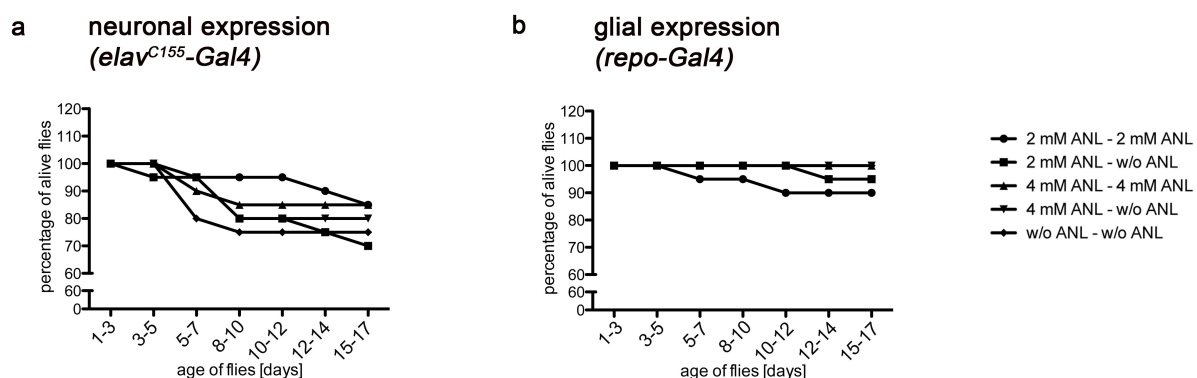 a
neuronal expression
(elavC155-Gal4)
percentage of alive flies
120
110
100
90
80
70
60
60
0
1-3
3-5
5-7
8-10
10-12
12-14
15-17
age of flies [days]
b
glial expression
(repo-Gal4)
percentage of alive flies
120
110
100
90
80
70
60
60
0
1-3
3-5
5-7
8-10
10-12
12-14
15-17
age of flies [days]
2 mM ANL - 2 mM ANL
2 mM ANL - w/o ANL
4 mM ANL - 4 mM ANL
4 mM ANL - w/o ANL
w/o ANL - w/o ANL